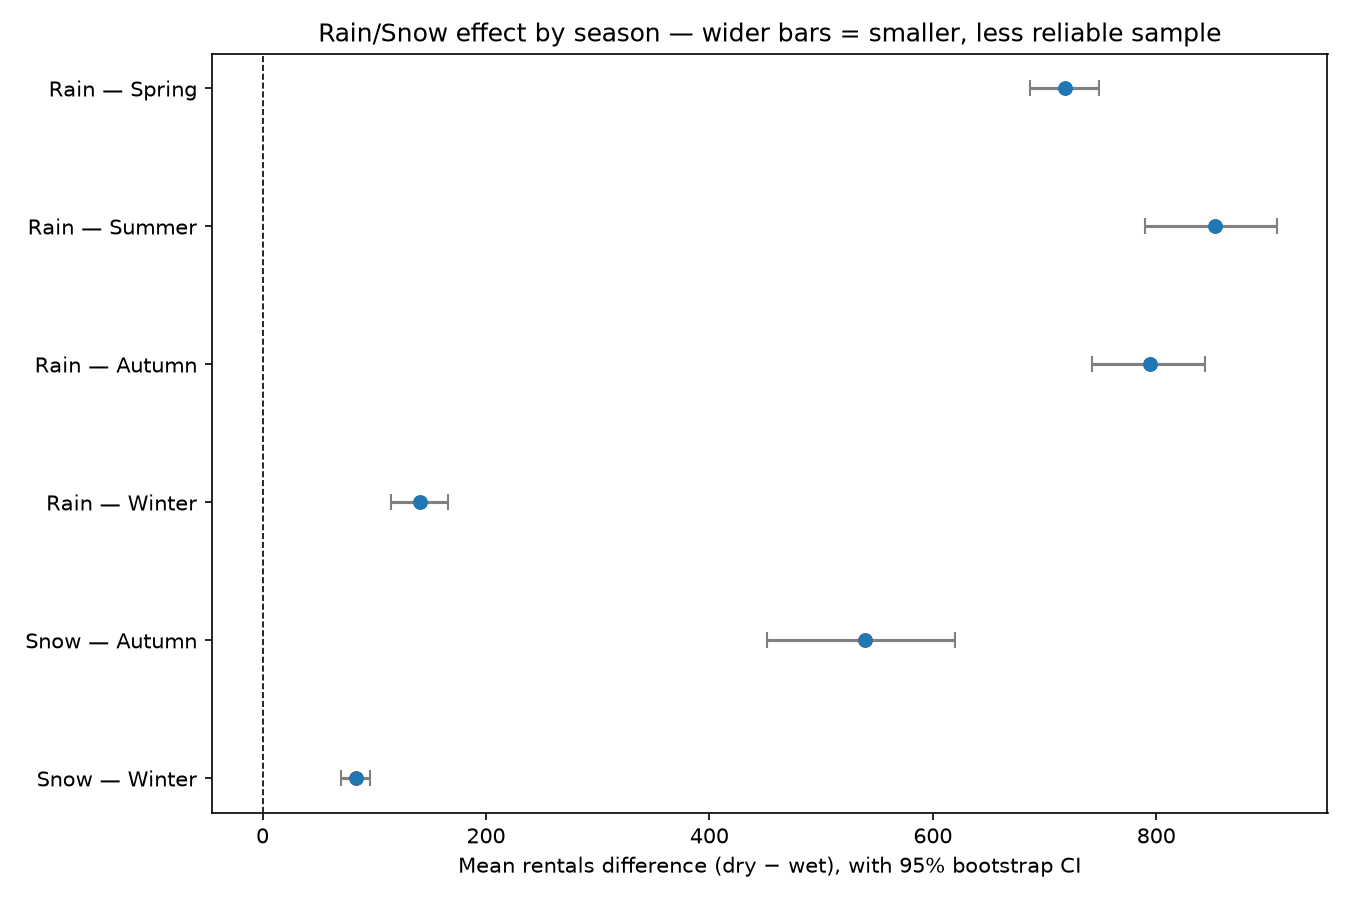 Rain/Snow effect by season — wider bars = smaller, less reliable sample
Rain — Spring
Rain — Summer
Rain — Autumn
Rain — Winter
Snow — Autumn
Snow — Winter
0 200 400 600 800
Mean rentals difference (dry − wet), with 95% bootstrap CI